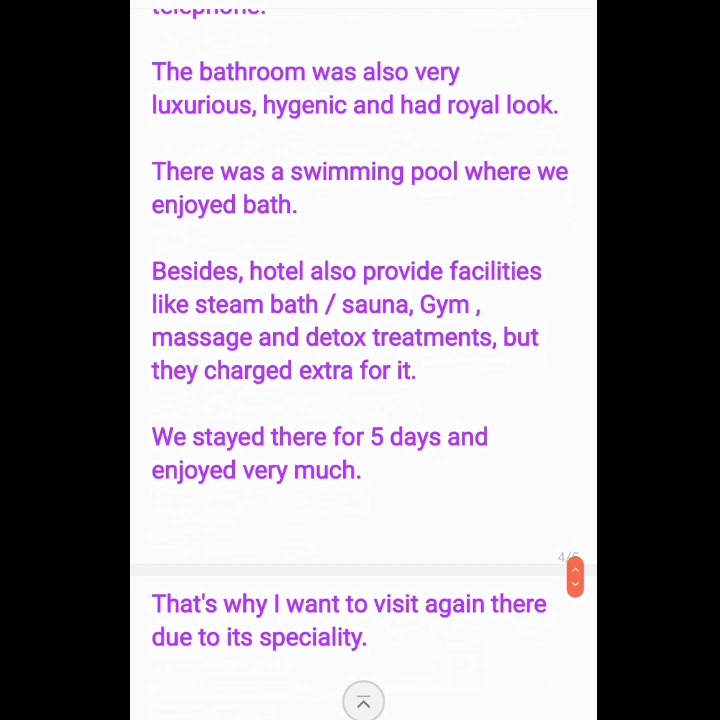 telephone.
The bathroom was also very
luxurious, hygenic and had royal look.
There was a swimming pool where we
enjoyed bath.
Besides, hotel also provide facilities
like steam bath / sauna, Gym ,
massage and detox treatments, but
they charged extra for it.
We stayed there for 5 days and
enjoyed very much.
4/5
That's why I want to visit again there
due to its speciality.